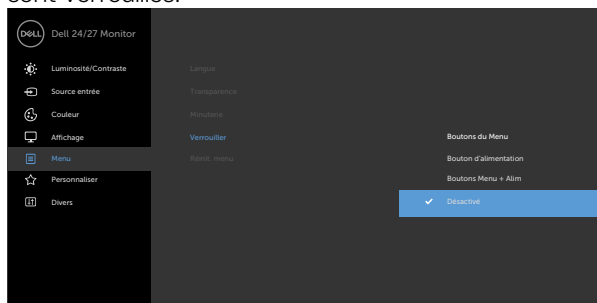 sont verrouillés.
DELL Dell 24/27 Monitor
Luminosité/Contraste Langue
Source entrée Transparence
Couleur Minuterie
Affichage Verrouiller Boutons du Menu
Menu Réinit. menu Bouton d'alimentation
Personnaliser Boutons Menu + Alim
Divers Désactivé